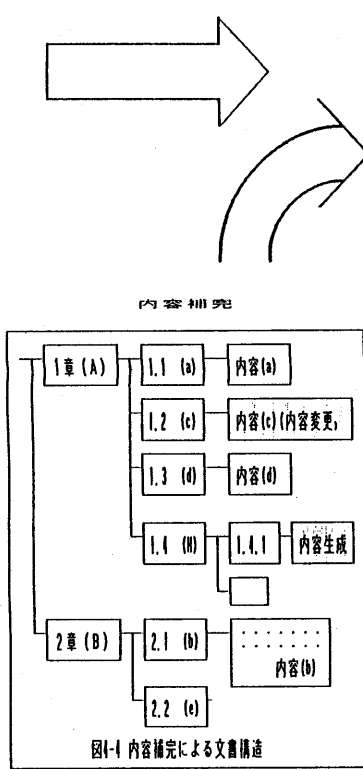 内容補完
1章(A)
1.1 (a)
内容(a)
1.2 (c)
内容(c)(内容変更,
1.3 (d)
内容(d)
1.4 (H)
1.4.1
内容生成
2章(B)
2.1 (b)
内容(b)
2.2 (e)
図4-4 内容補完による文書構造